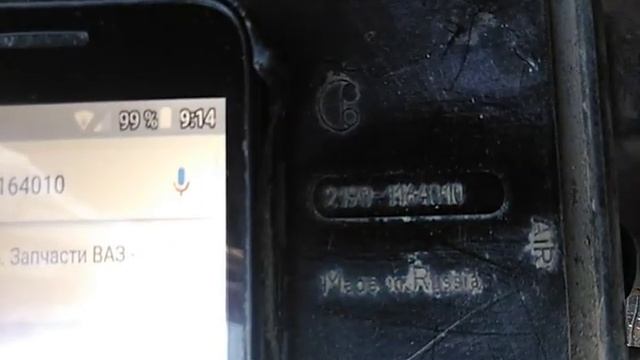 99 % 9:14
164010
. Запчасти ВАЗ -
2190-1164010
AIR
Made in Russia